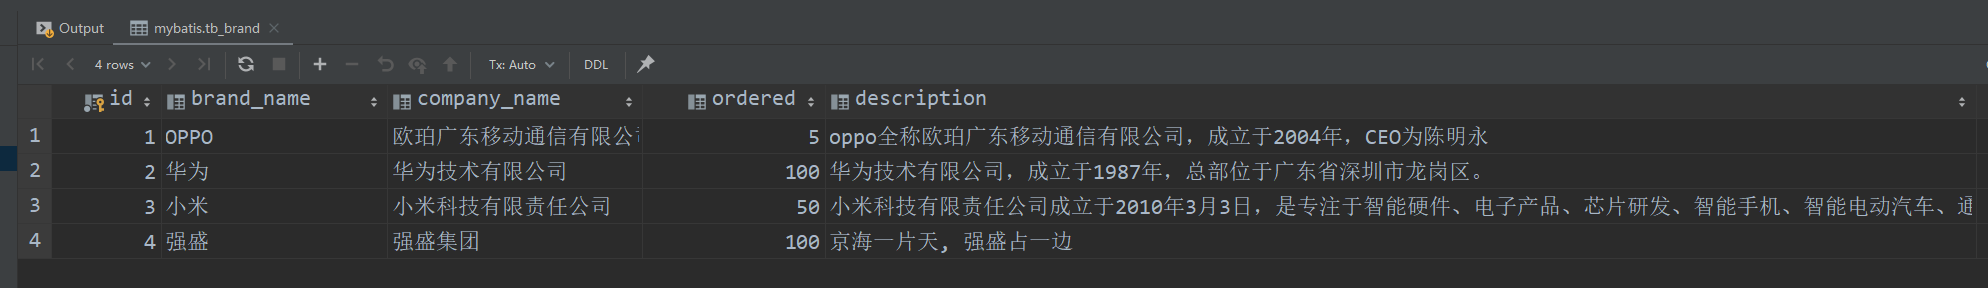 Output mybatis.tb_brand
4 rows Tx: Auto DDL
id brand_name company_name ordered description
1 1 OPPO 欧珀广东移动通信有限公司 5 oppo全称欧珀广东移动通信有限公司，成立于2004年，CEO为陈明永
2 2 华为 华为技术有限公司 100 华为技术有限公司，成立于1987年，总部位于广东省深圳市龙岗区。
3 3 小米 小米科技有限责任公司 50 小米科技有限责任公司成立于2010年3月3日，是专注于智能硬件、电子产品、芯片研发、智能手机、智能电动汽车、通
4 4 强盛 强盛集团 100 京海一片天, 强盛占一边